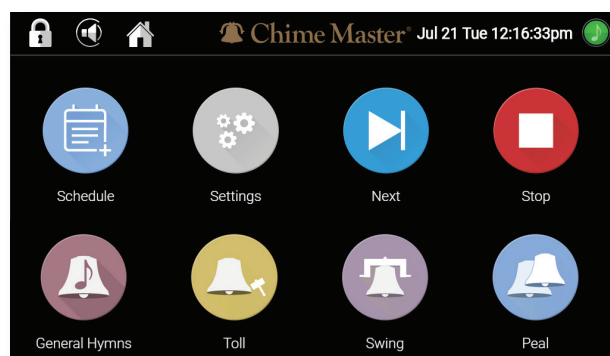 Chime Master® Jul 21 Tue 12:16:33pm
Schedule Settings Next Stop
General Hymns Toll Swing Peal